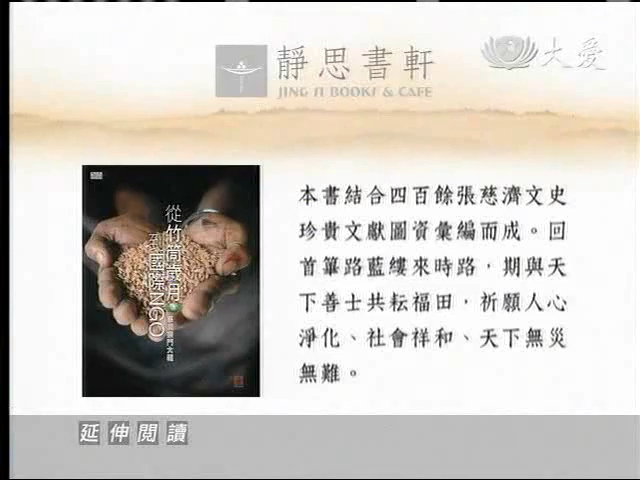 靜思書軒
JING SI BOOKS & CAFE
大愛
從竹筒歲月
至國際NGO
本書結合四百餘張慈濟文史
珍貴文獻圖資彙編而成。回
首篳路藍縷來時路，期與天
下善士共耘福田，祈願人心
淨化、社會祥和、天下無災
無難。
延伸閱讀